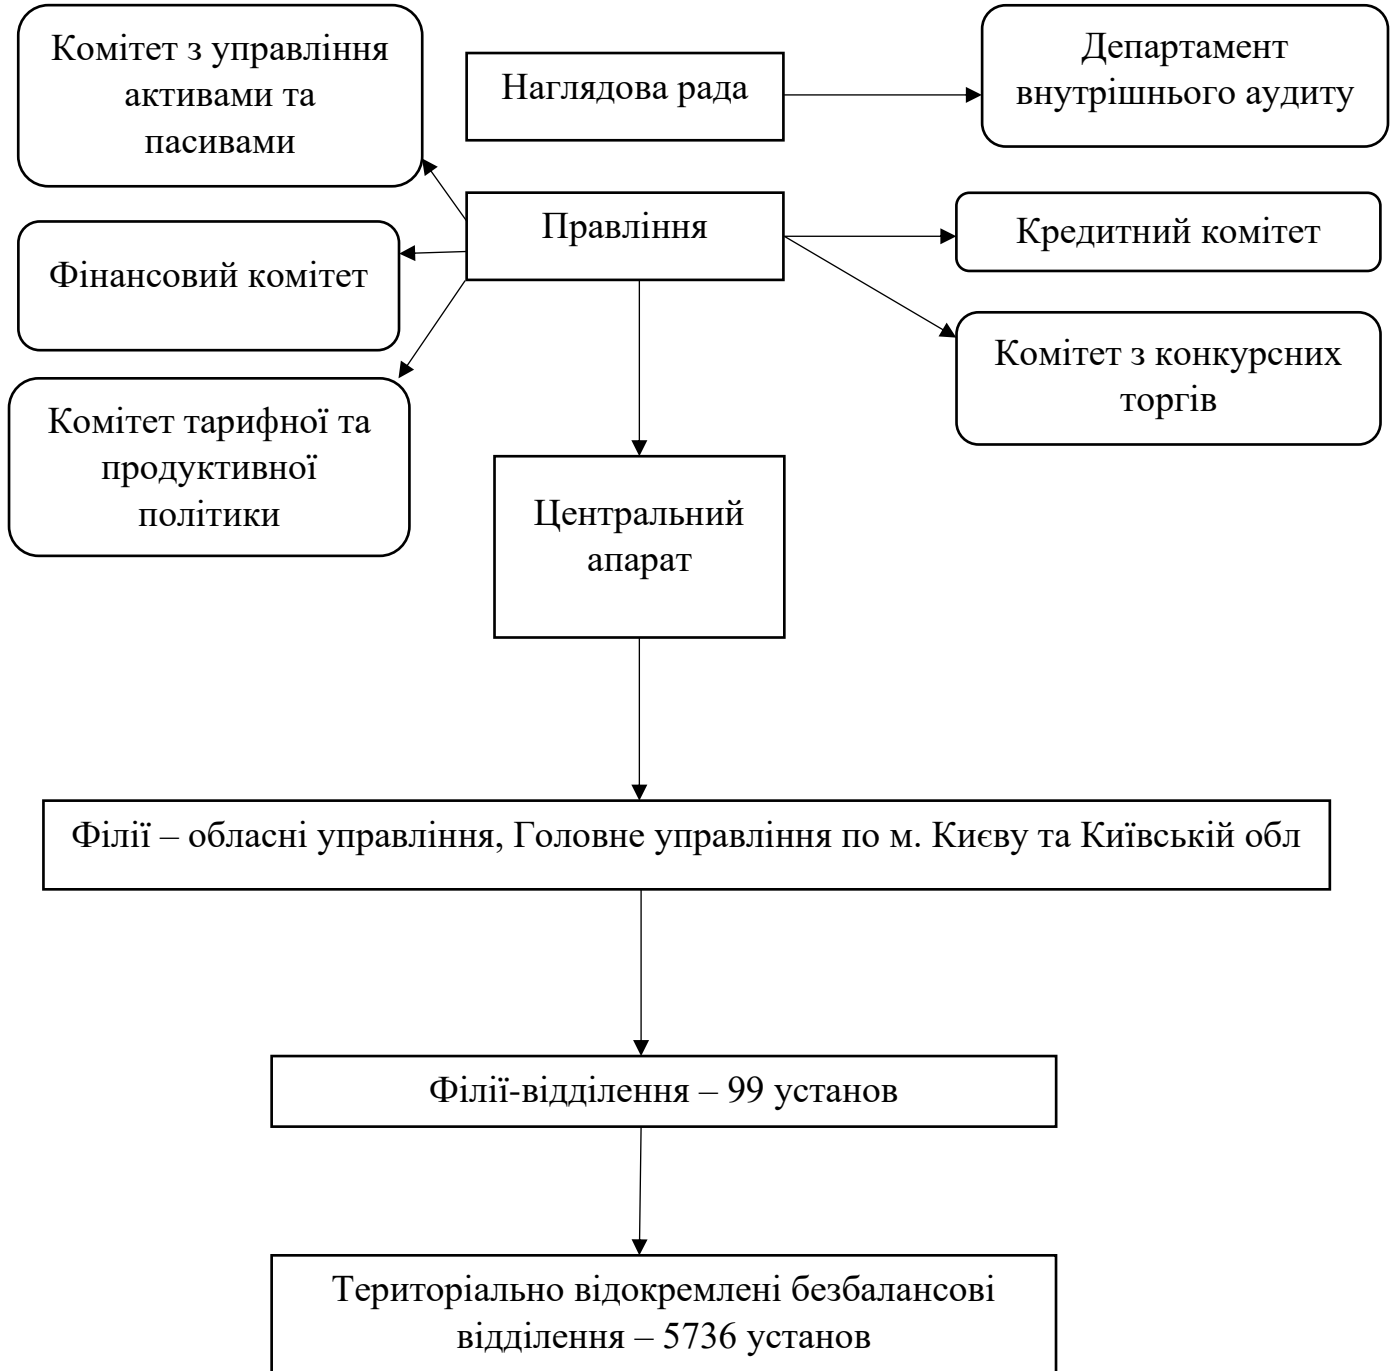 Комітет з управління
активами та
пасивами
Наглядова рада
Департамент
внутрішнього аудиту
Правління
Кредитний комітет
Фінансовий комітет
Комітет з конкурсних
торгів
Комітет тарифної та
продуктивної
політики
Центральний
апарат
Філії – обласні управління, Головне управління по м. Києву та Київській обл
Філії-відділення – 99 установ
Територіально відокремлені безбалансові
відділення – 5736 установ